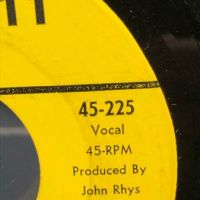 45-225
Vocal
45-RPM
Produced By
John Rhys